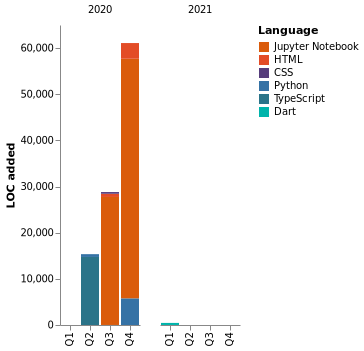 2020
2021
LOC added
60,000
50,000
40,000
30,000
20,000
10,000
0
Q1
Q2
Q3
Q4
Q1
Q2
Q3
Q4
Language
Jupyter Notebook
HTML
CSS
Python
TypeScript
Dart